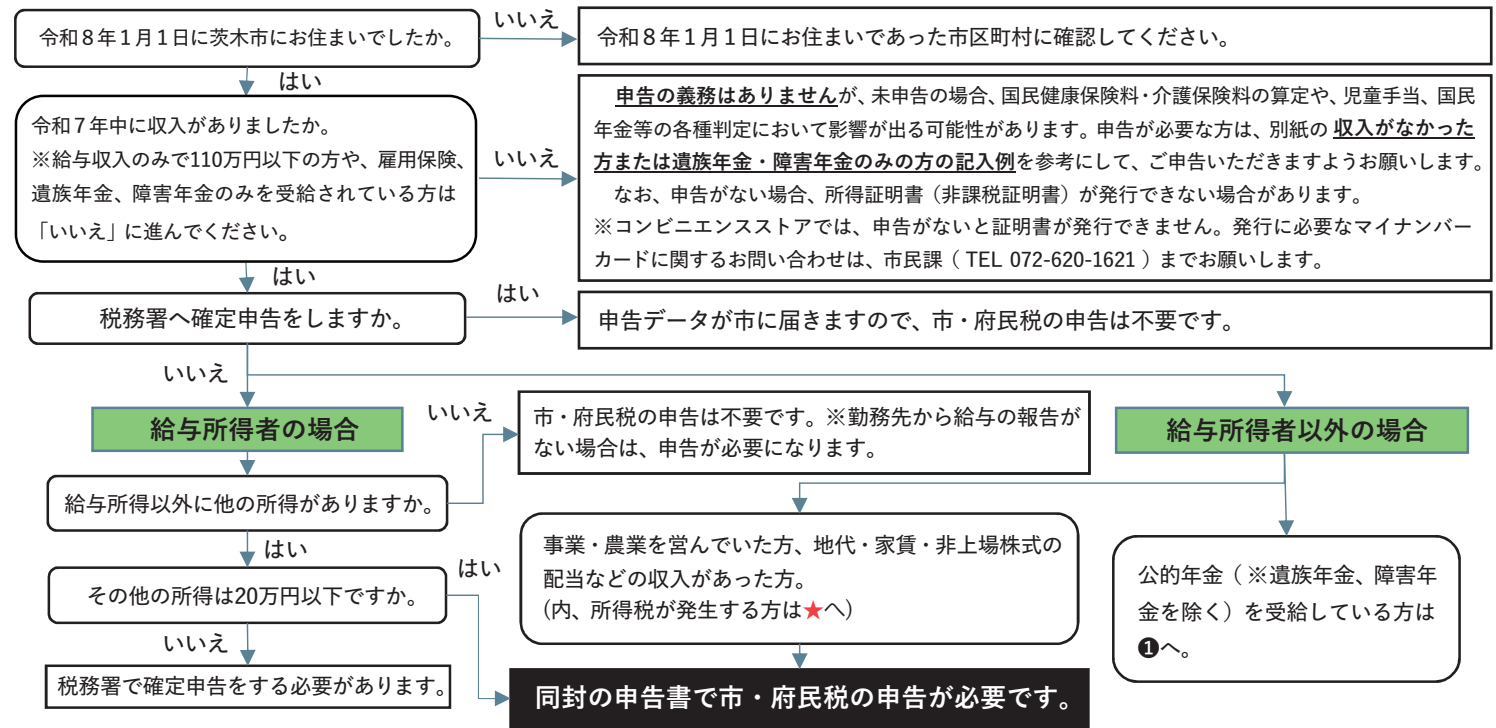 令和８年１月１日に茨木市にお住まいでしたか。
いいえ
令和８年１月１日にお住まいであった市区町村に確認してください。
はい
令和７年中に収入がありましたか。
※給与収入のみで110万円以下の方や、雇用保険、
遺族年金、障害年金のみを受給されている方は
「いいえ」に進んでください。
いいえ
申告の義務はありませんが、未申告の場合、国民健康保険料・介護保険料の算定や、児童手当、国民
年金等の各種判定において影響が出る可能性があります。申告が必要な方は、別紙の 収入がなかった
方または遺族年金・障害年金のみの方の記入例を参考にして、ご申告いただきますようお願いします。
なお、申告がない場合、所得証明書（非課税証明書）が発行できない場合があります。
※コンビニエンスストアでは、申告がないと証明書が発行できません。発行に必要なマイナンバー
カードに関するお問い合わせは、市民課（ TEL 072-620-1621 ）までお願いします。
はい
税務署へ確定申告をしますか。
はい
申告データが市に届きますので、市・府民税の申告は不要です。
いいえ
給与所得者の場合
いいえ
市・府民税の申告は不要です。※勤務先から給与の報告が
ない場合は、申告が必要になります。
給与所得者以外の場合
給与所得以外に他の所得がありますか。
はい
その他の所得は20万円以下ですか。
はい
事業・農業を営んでいた方、地代・家賃・非上場株式の
配当などの収入があった方。
(内、所得税が発生する方は★へ)
公的年金（ ※遺族年金、障害年
金を除く）を受給している方は
❶へ。
いいえ
税務署で確定申告をする必要があります。
同封の申告書で市・府民税の申告が必要です。